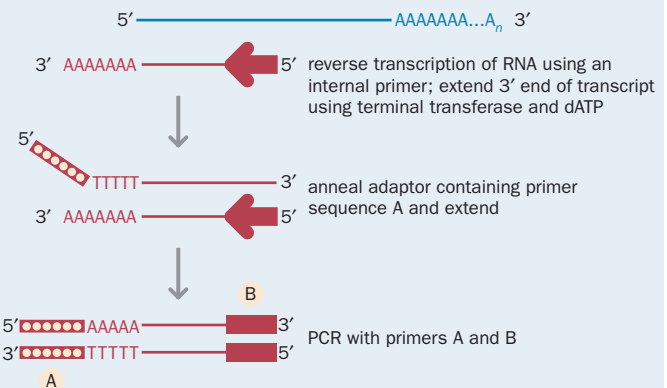 5′ AAAAAAA...An 3′
3′ AAAAAAA 5′ reverse transcription of RNA using an
internal primer; extend 3′ end of transcript
using terminal transferase and dATP
5′
TTTTT 3′ anneal adaptor containing primer
3′ AAAAAAA 5′ sequence A and extend
B
5′ AAAAA 3′ PCR with primers A and B
3′ TTTTT 5′
A